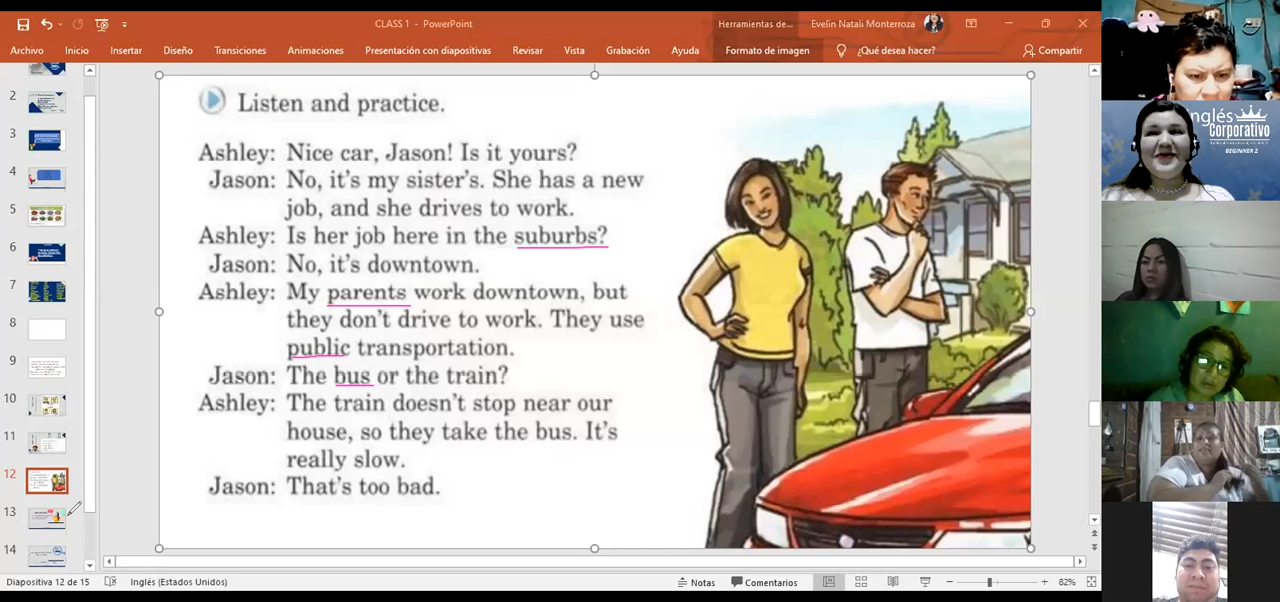 CLASS 1 - PowerPoint
Herramientas de...
Evelin Natali Monterroza
Archivo
Inicio
Insertar
Diseño
Transiciones
Animaciones
Presentación con diapositivas
Revisar
Vista
Grabación
Ayuda
Formato de imagen
¿Qué desea hacer?
Compartir
2
3
4
5
6
7
8
9
10
11
12
13
14
Listen and practice.
Ashley: Nice car, Jason! Is it yours?
Jason: No, it's my sister's. She has a new
job, and she drives to work.
Ashley: Is her job here in the suburbs?
Jason: No, it's downtown.
Ashley: My parents work downtown, but
they don't drive to work. They use
public transportation.
Jason: The bus or the train?
Ashley: The train doesn't stop near our
house, so they take the bus. It's
really slow.
Jason: That's too bad.
Inglés
Corporativo
BEGINNER 2
Diapositiva 12 de 15
Inglés (Estados Unidos)
Notas
Comentarios
82%